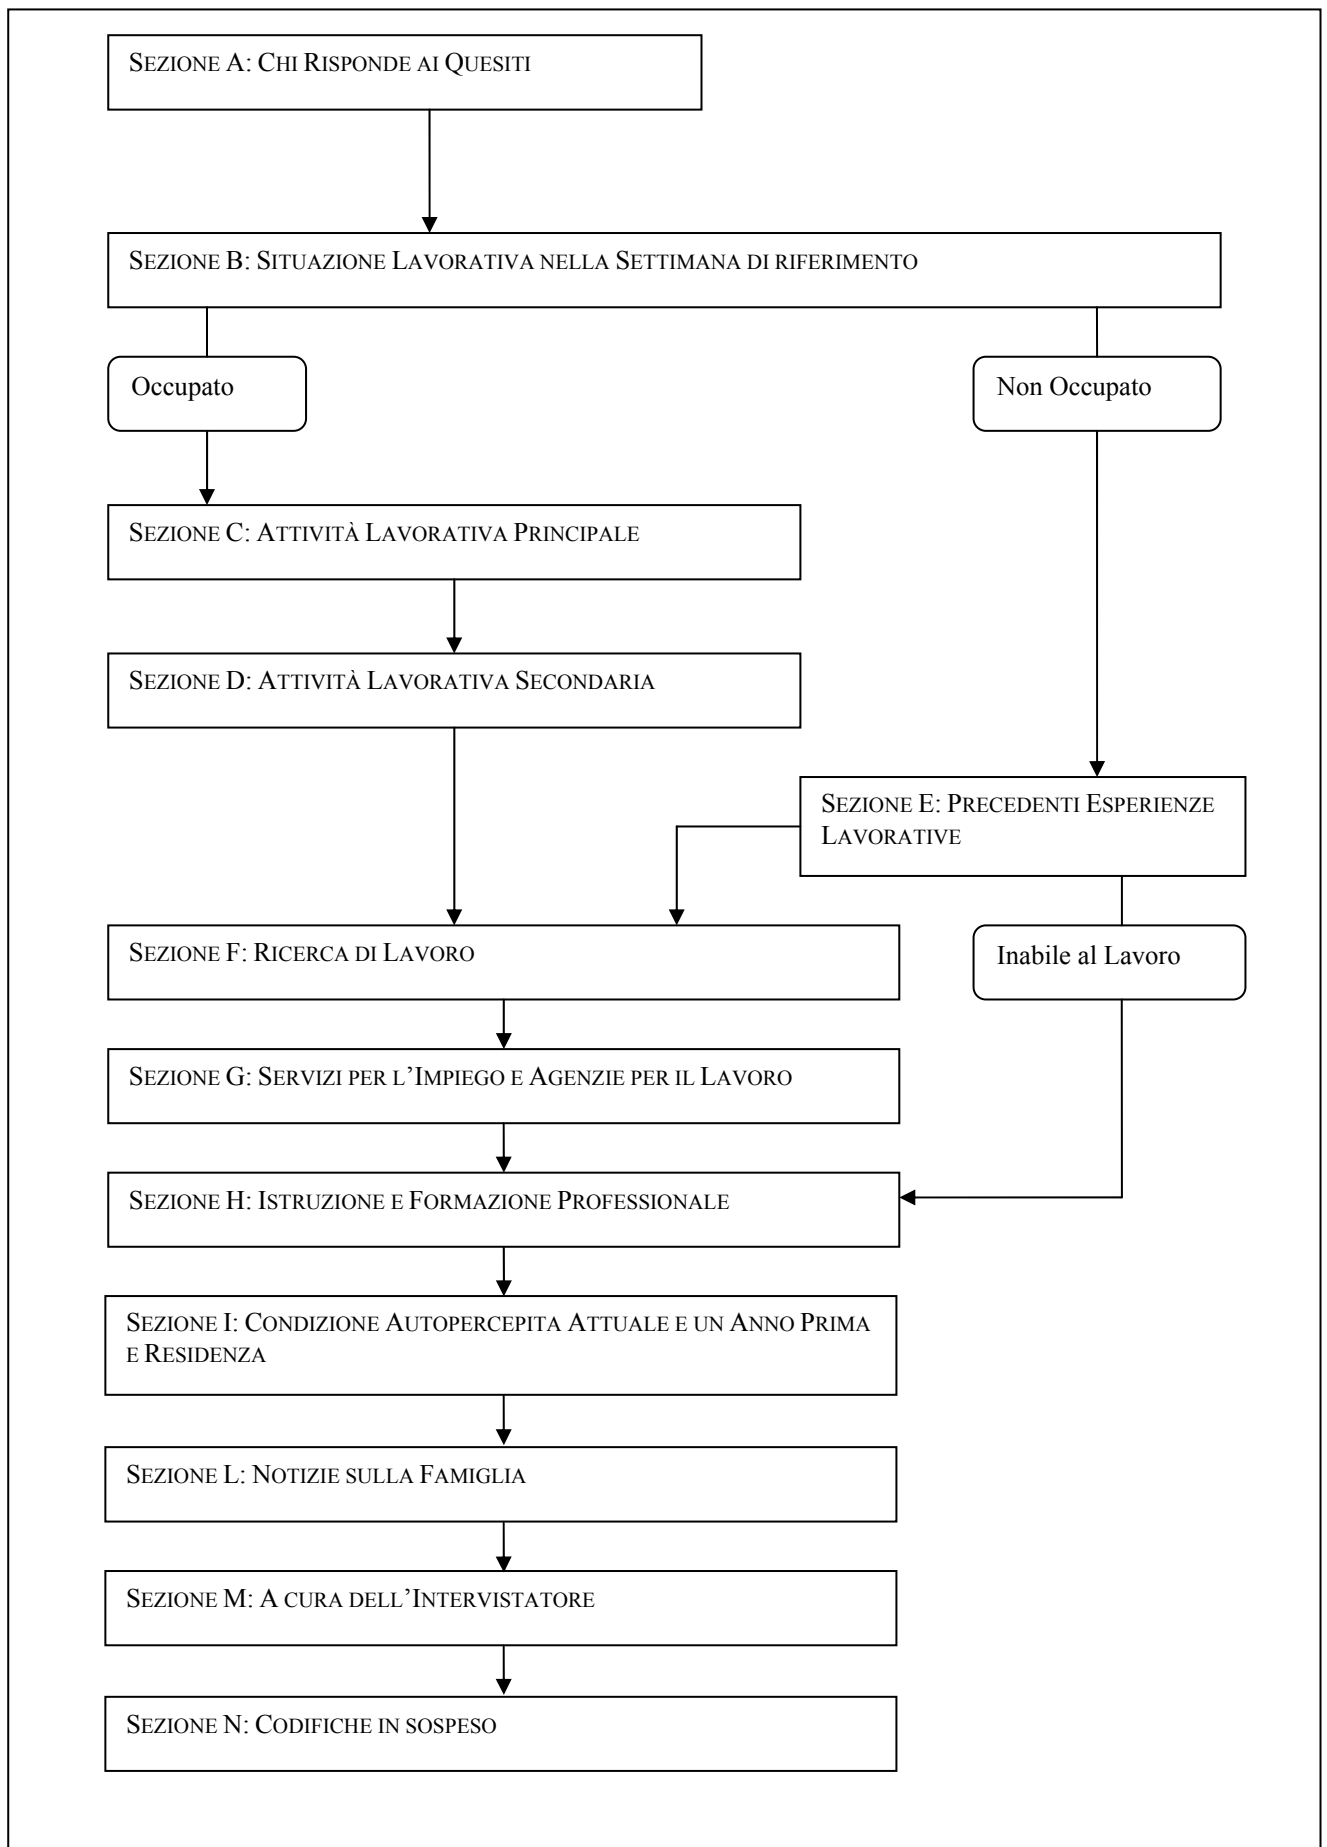 SEZIONE A: CHI RISPONDE AI QUESITI
SEZIONE B: SITUAZIONE LAVORATIVA NELLA SETTIMANA DI RIFERIMENTO
Occupato
Non Occupato
SEZIONE C: ATTIVITÀ LAVORATIVA PRINCIPALE
SEZIONE D: ATTIVITÀ LAVORATIVA SECONDARIA
SEZIONE E: PRECEDENTI ESPERIENZE
LAVORATIVE
SEZIONE F: RICERCA DI LAVORO
Inabile al Lavoro
SEZIONE G: SERVIZI PER L’IMPIEGO E AGENZIE PER IL LAVORO
SEZIONE H: ISTRUZIONE E FORMAZIONE PROFESSIONALE
SEZIONE I: CONDIZIONE AUTOPERCEPITA ATTUALE E UN ANNO PRIMA
E RESIDENZA
SEZIONE L: NOTIZIE SULLA FAMIGLIA
SEZIONE M: A CURA DELL’INTERVISTATORE
SEZIONE N: CODIFICHE IN SOSPESO